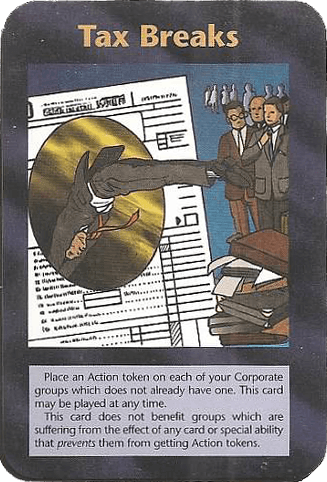 Tax Breaks
Place an Action token on each of your Corporate
groups which does not already have one. This card
may be played at any time.
This card does not benefit groups which are
suffering from the effect of any card or special ability
that prevents them from getting Action tokens.